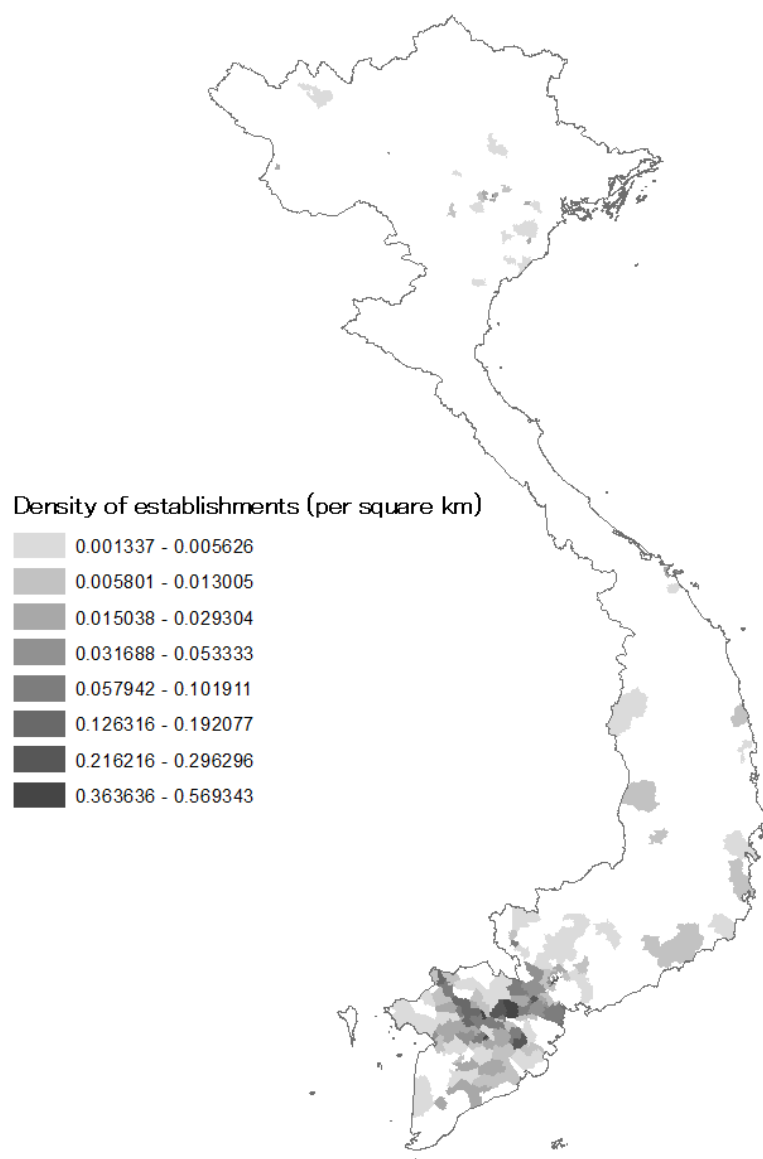 Density of establishments (per square km)
0.001337 - 0.005626
0.005801 - 0.013005
0.015038 - 0.029304
0.031688 - 0.053333
0.057942 - 0.101911
0.126316 - 0.192077
0.216216 - 0.296296
0.363636 - 0.569343